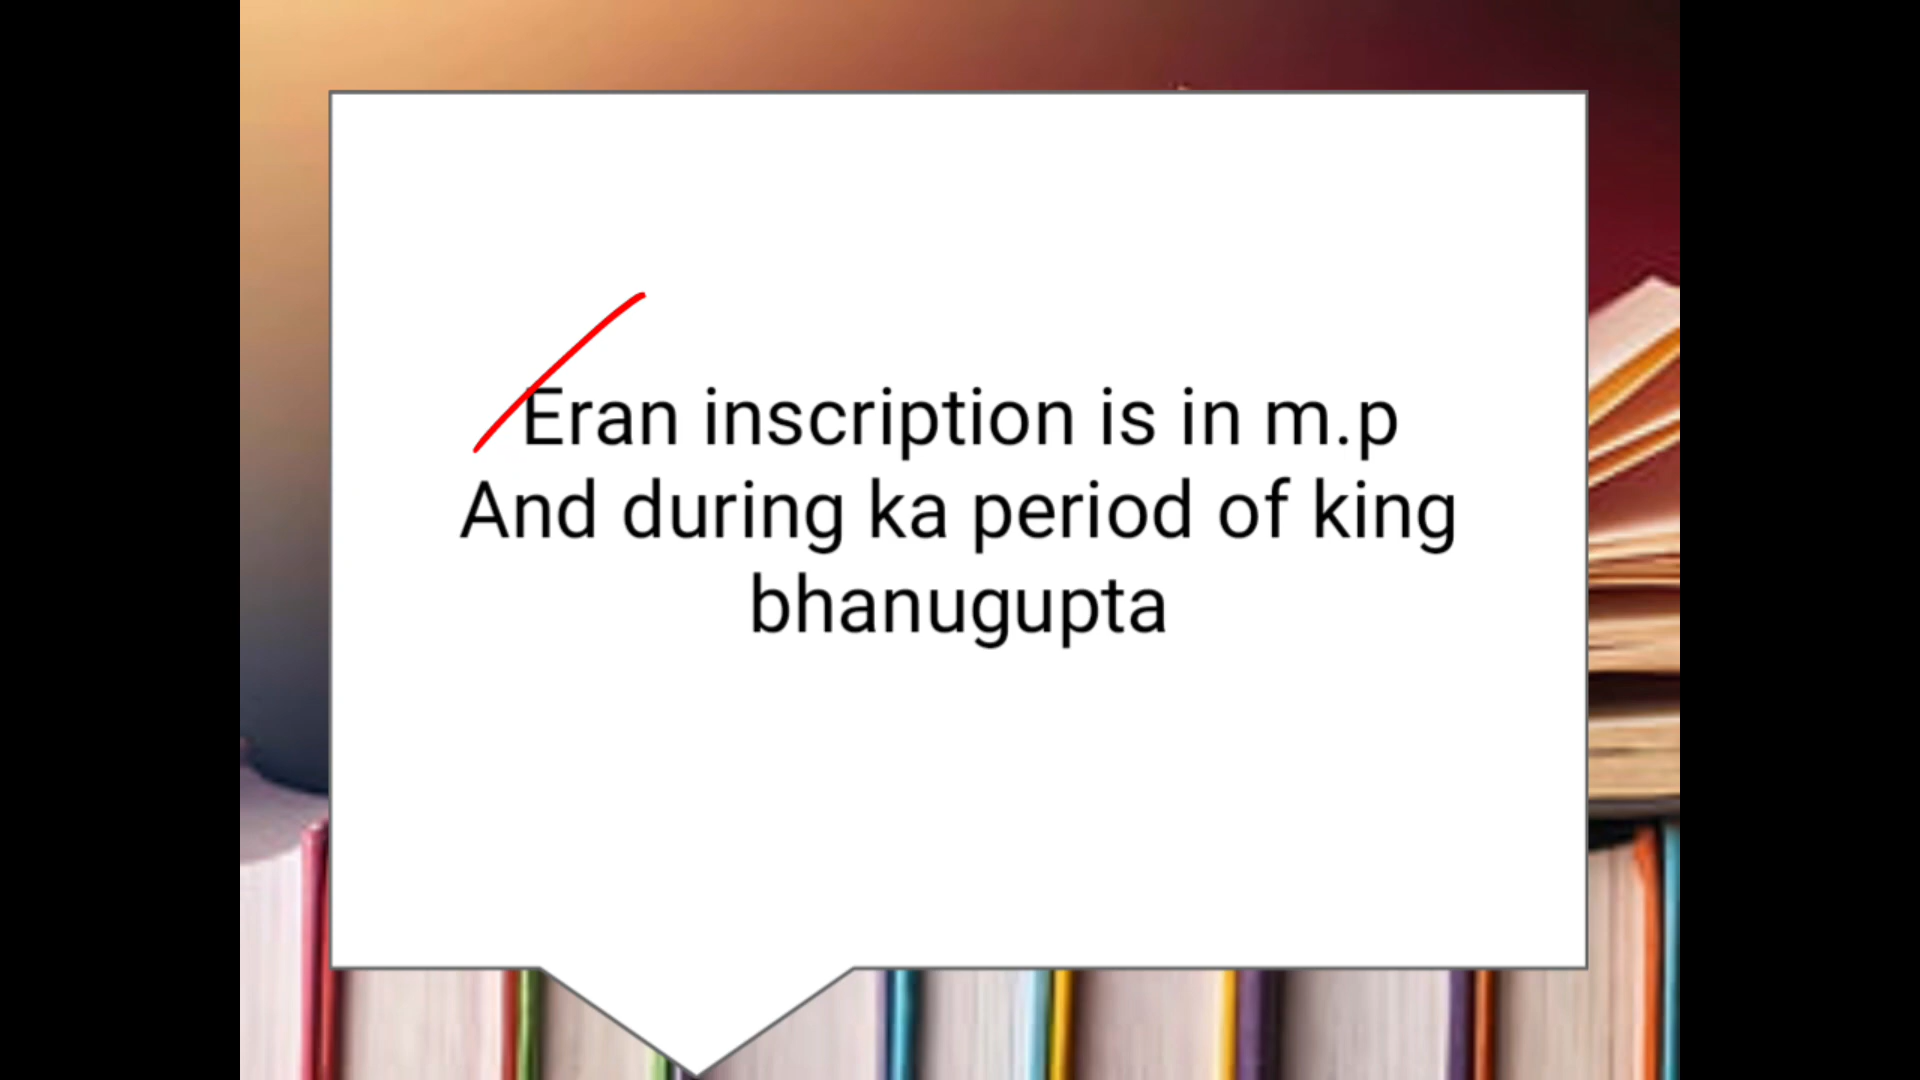 Eran inscription is in m.p
And during ka period of king
bhanugupta